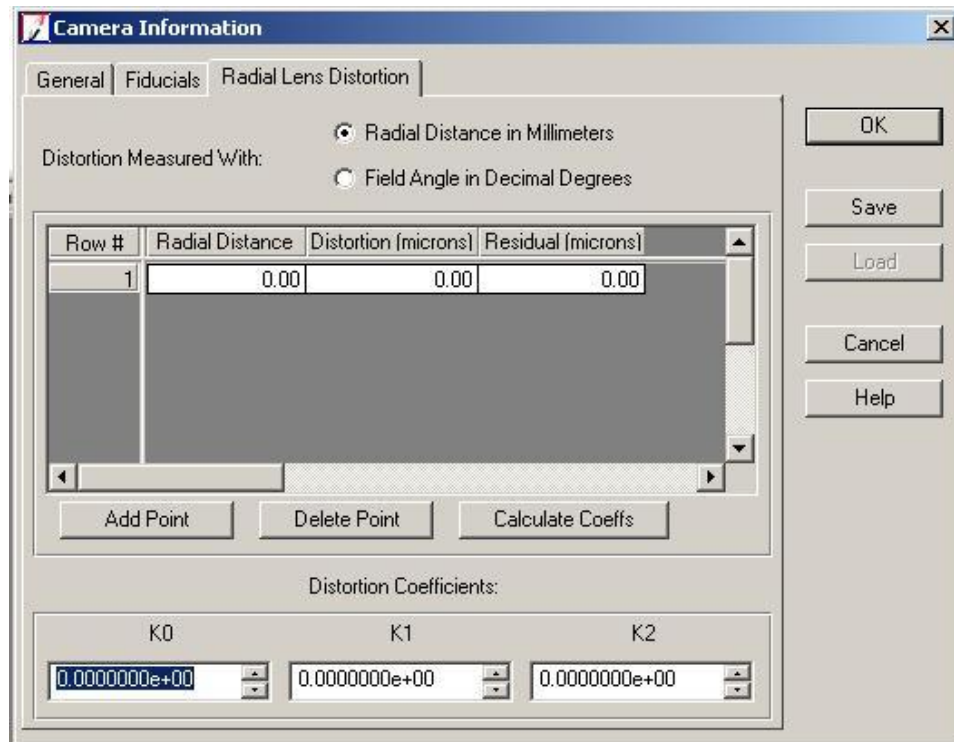 Camera Information
General Fiducials Radial Lens Distortion
Distortion Measured With:
Radial Distance in Millimeters
Field Angle in Decimal Degrees
Row # Radial Distance Distortion (microns) Residual (microns)
1 0.00 0.00 0.00
Add Point Delete Point Calculate Coeffs
Distortion Coefficients:
K0 K1 K2
0.0000000e+00 0.0000000e+00 0.0000000e+00
OK
Save
Load
Cancel
Help